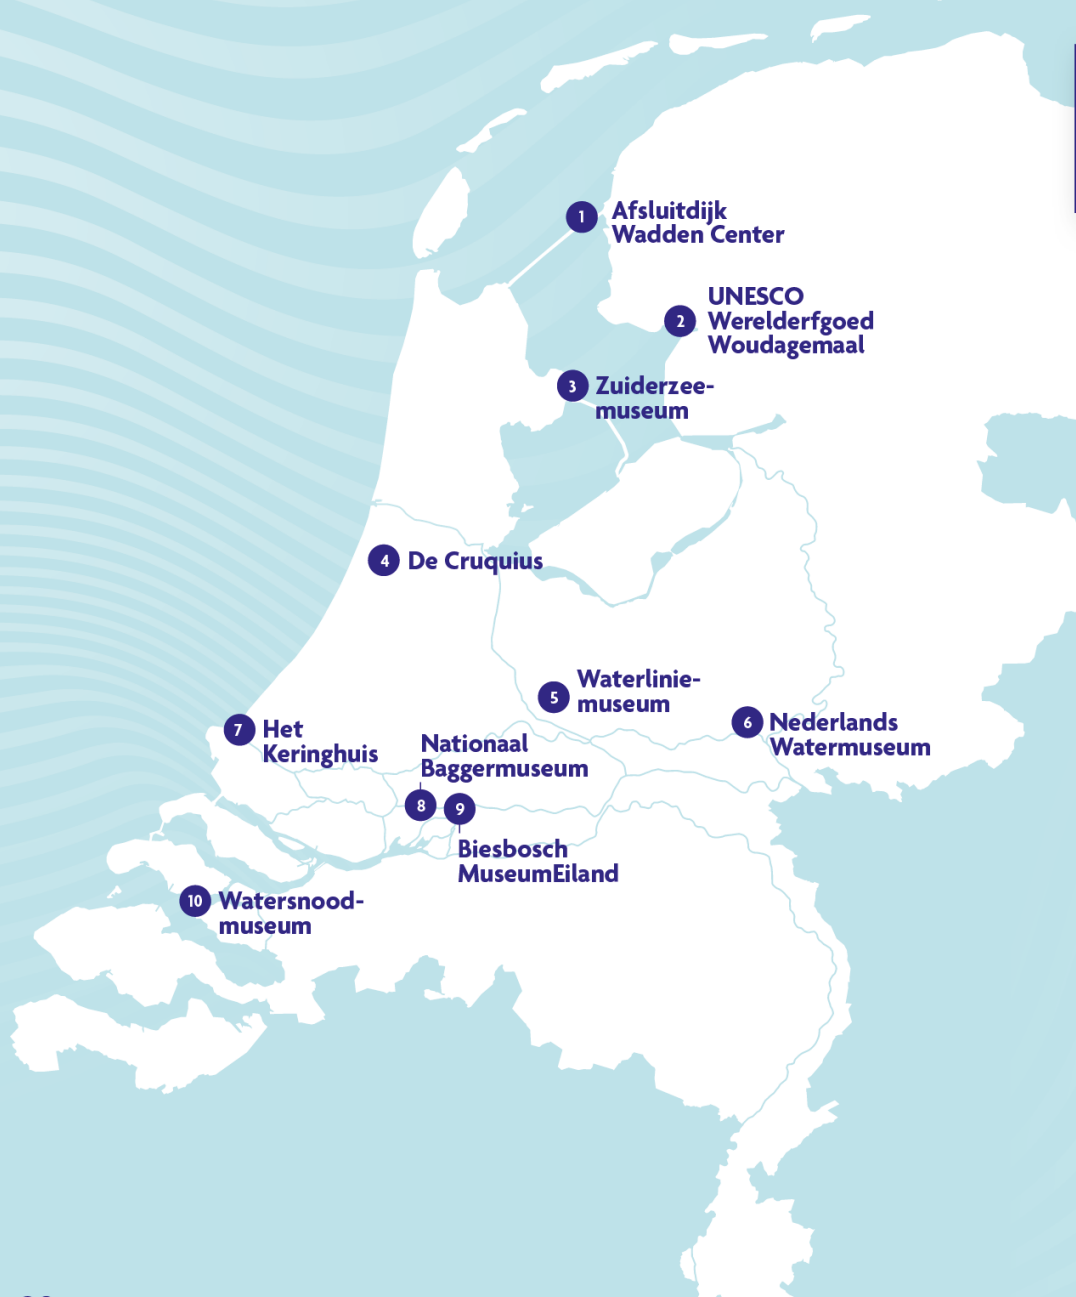 1
Afsluitdijk
Wadden Center
2
UNESCO
Werelderfgoed
Woudagemaal
3
Zuiderzee-
museum
4
De Cruquius
5
Waterlinie-
museum
6
Nederlands
Watermuseum
7
Het
Keringhuis
Nationaal
Baggermuseum
8
9
Biesbosch
MuseumEiland
10
Watersnood-
museum